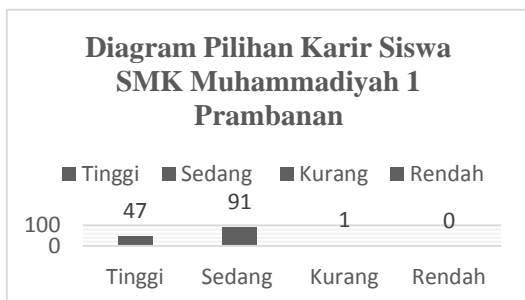 Diagram Pilihan Karir Siswa
SMK Muhammadiyah 1
Prambanan
Tinggi Sedang Kurang Rendah
47 91 1 0
100
0
Tinggi Sedang Kurang Rendah